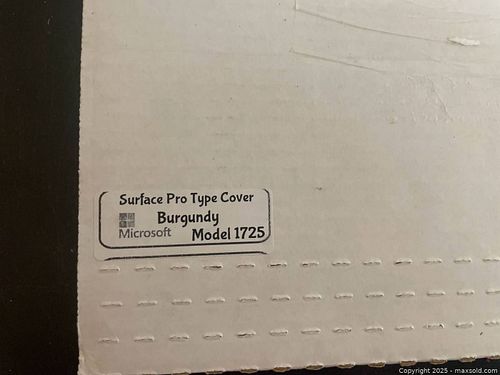 Surface Pro Type Cover
Burgundy
Microsoft Model 1725
Copyright 2025 - maxsold.com